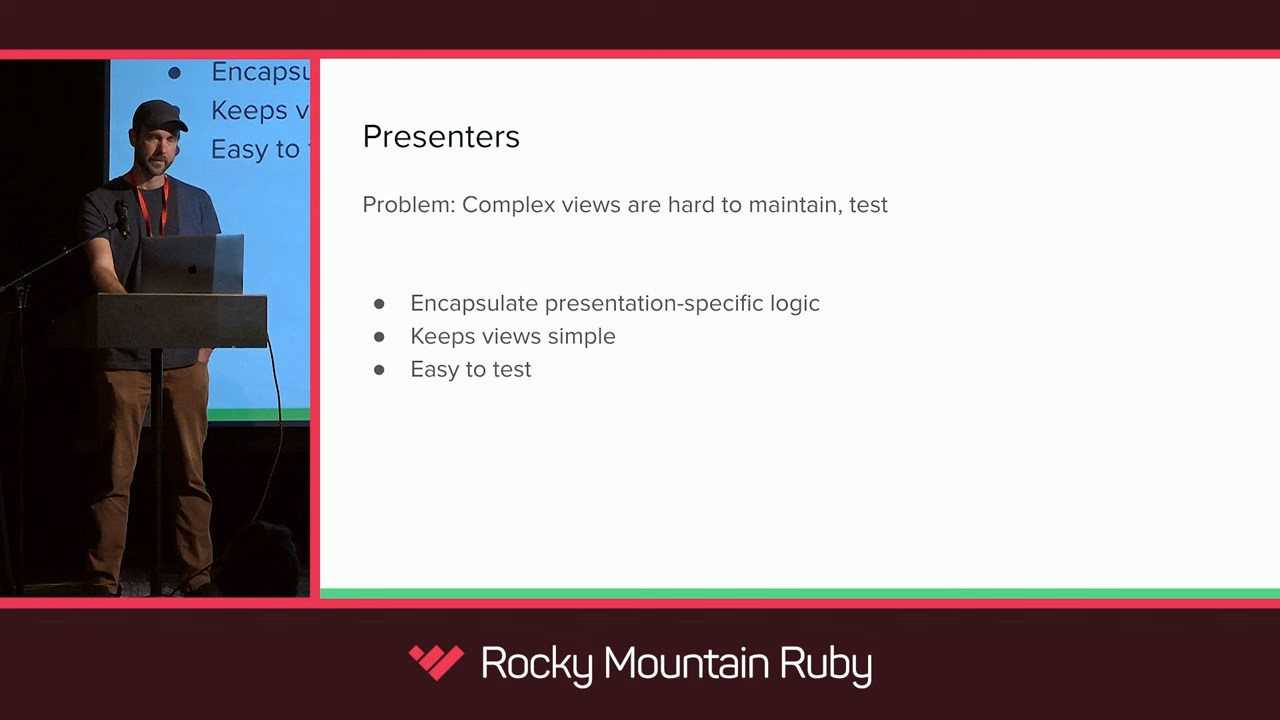 Encapsu
Keeps v
Easy to
Presenters
Problem: Complex views are hard to maintain, test
● Encapsulate presentation-specific logic
● Keeps views simple
● Easy to test
Rocky Mountain Ruby